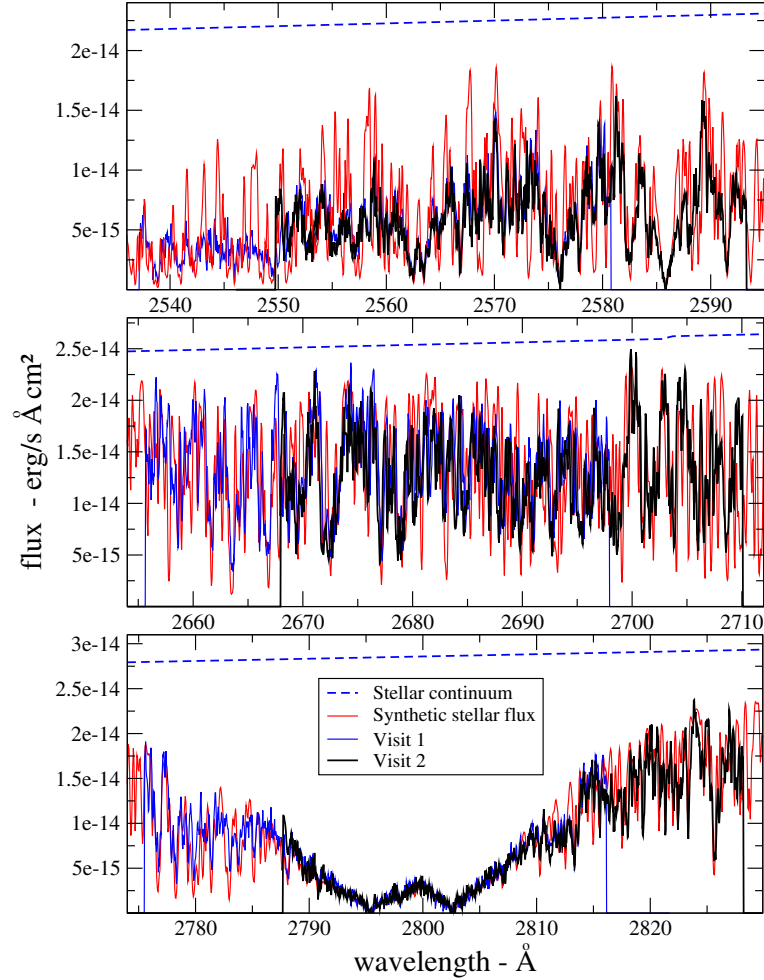 2e-14
1.5e-14
1e-14
5e-15
2540 2550 2560 2570 2580 2590
2.5e-14
2e-14
1.5e-14
1e-14
5e-15
2660 2670 2680 2690 2700 2710
flux - erg/s Å cm²
3e-14
2.5e-14
2e-14
1.5e-14
1e-14
5e-15
Stellar continuum
Synthetic stellar flux
Visit 1
Visit 2
2780 2790 2800 2810 2820
wavelength - Å